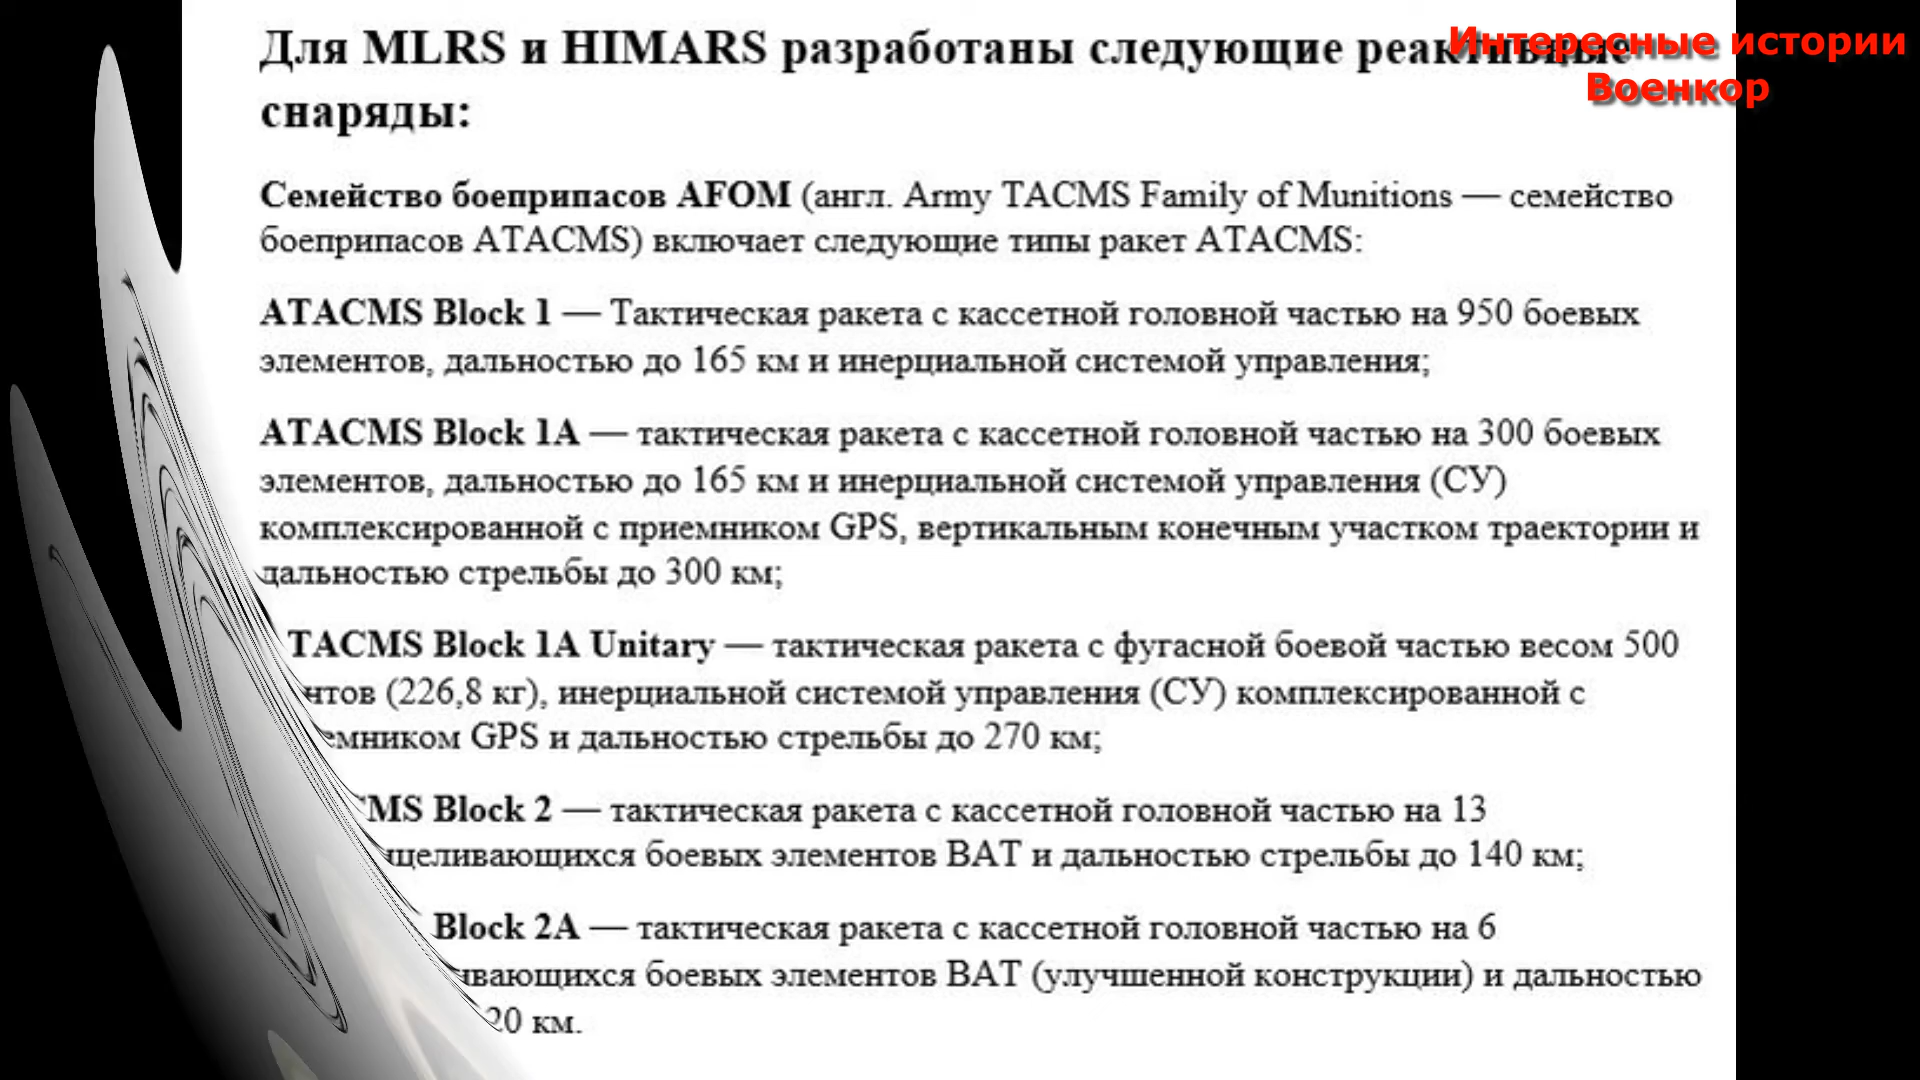 Для MLRS и HIMARS разработаны следующие реактивные
снаряды:
Интересные истории
Военкор
Семейство боеприпасов AFOM (англ. Army TACMS Family of Munitions — семейство
боеприпасов ATACMS) включает следующие типы ракет ATACMS:
ATACMS Block 1 — Тактическая ракета с кассетной головной частью на 950 боевых
элементов, дальностью до 165 км и инерциальной системой управления;
ATACMS Block 1A — тактическая ракета с кассетной головной частью на 300 боевых
элементов, дальностью до 165 км и инерциальной системой управления (СУ)
комплексированной с приемником GPS, вертикальным конечным участком траектории и
дальностью стрельбы до 300 км;
TACMS Block 1A Unitary — тактическая ракета с фугасной боевой частью весом 500
нтов (226,8 кг), инерциальной системой управления (СУ) комплексированной с
емником GPS и дальностью стрельбы до 270 км;
MS Block 2 — тактическая ракета с кассетной головной частью на 13
щеливающихся боевых элементов BAT и дальностью стрельбы до 140 км;
Block 2A — тактическая ракета с кассетной головной частью на 6
ивающихся боевых элементов BAT (улучшенной конструкции) и дальностью
20 км.